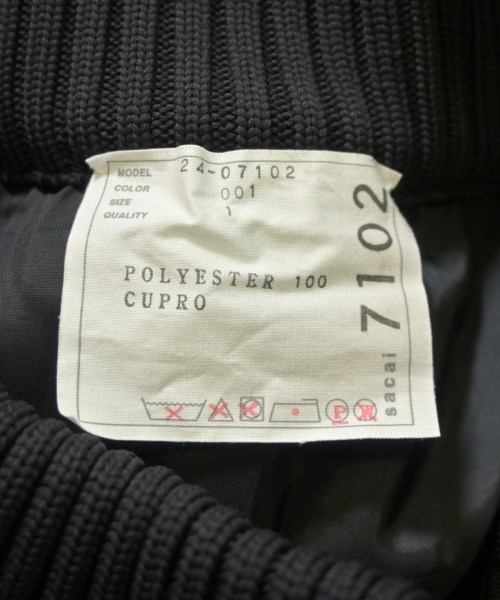 MODEL 24-07102
COLOR 001
SIZE 1
QUALITY
POLYESTER 100
CUPRO
P
W
sacai 7102